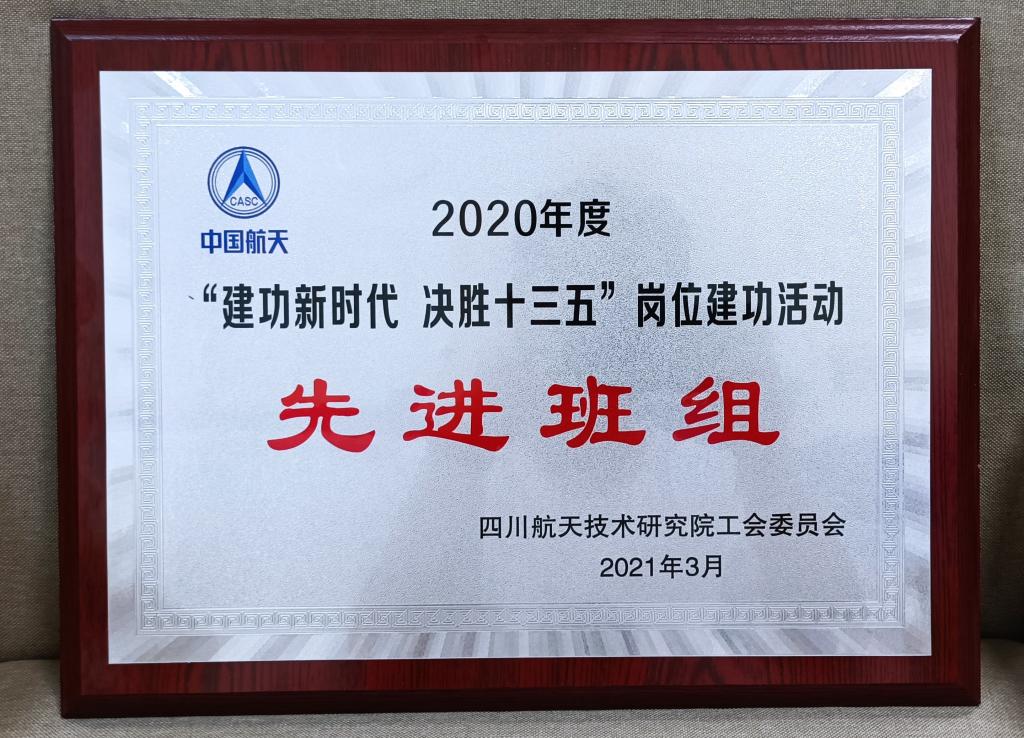 CASC
中国航天
2020年度
“建功新时代 决胜十三五”岗位建功活动
先进班组
四川航天技术研究院工会委员会
2021年3月